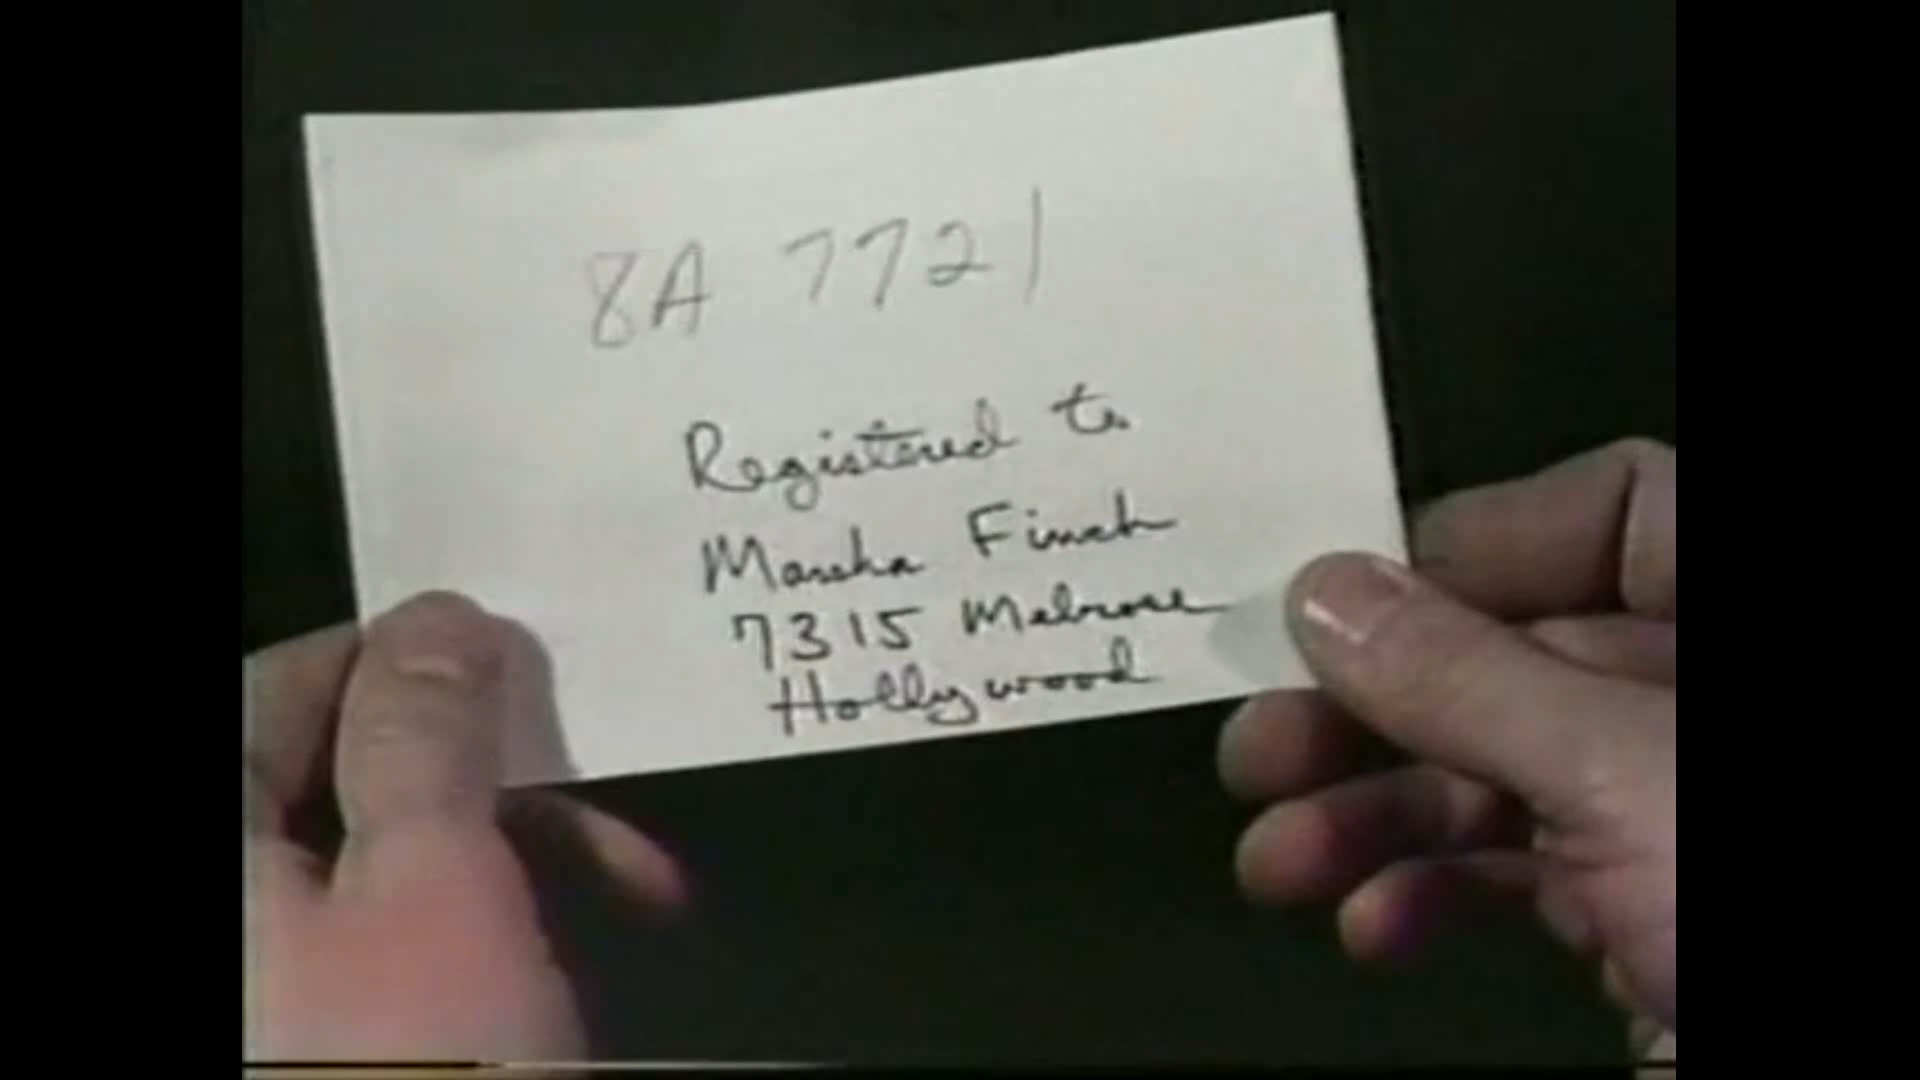 8A 7721
Registered to
Marsha Finch
7315 Melrose
Hollywood